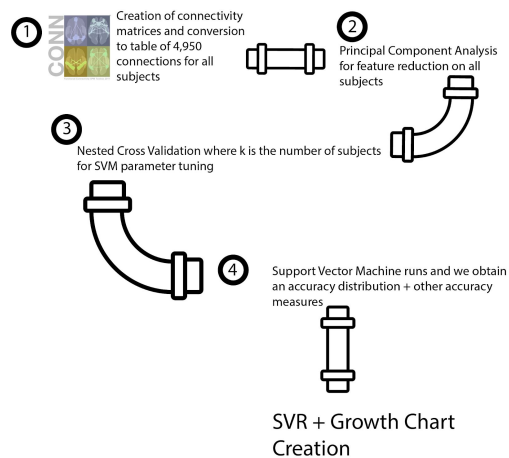 1
CONN
Creation of connectivity
matrices and conversion
to table of 4,950
connections for all
subjects
2
Principal Component Analysis
for feature reduction on all
subjects
3
Nested Cross Validation where k is the number of subjects
for SVM parameter tuning
4
Support Vector Machine runs and we obtain
an accuracy distribution + other accuracy
measures
SVR + Growth Chart
Creation